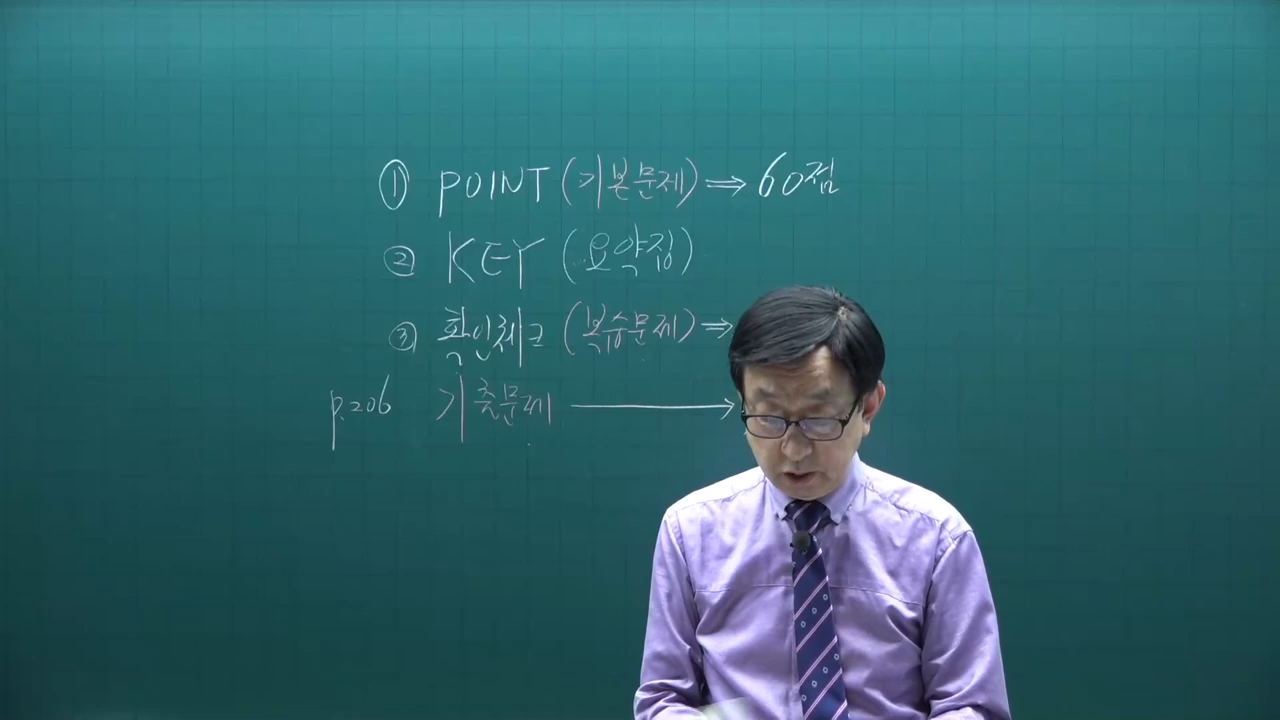 ① POINT (기본문제) ⇒ 60점
② KEY (요약집)
③ 확인체크 (복습문제) ⇒
p.206 기출문제 →